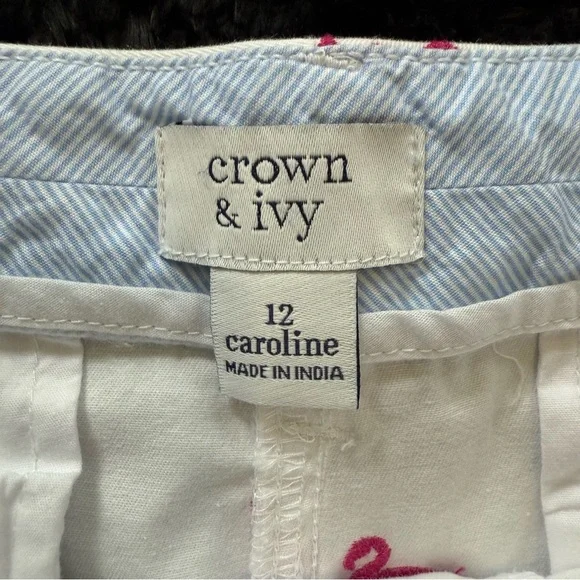 crown
& ivy
12
caroline
MADE IN INDIA